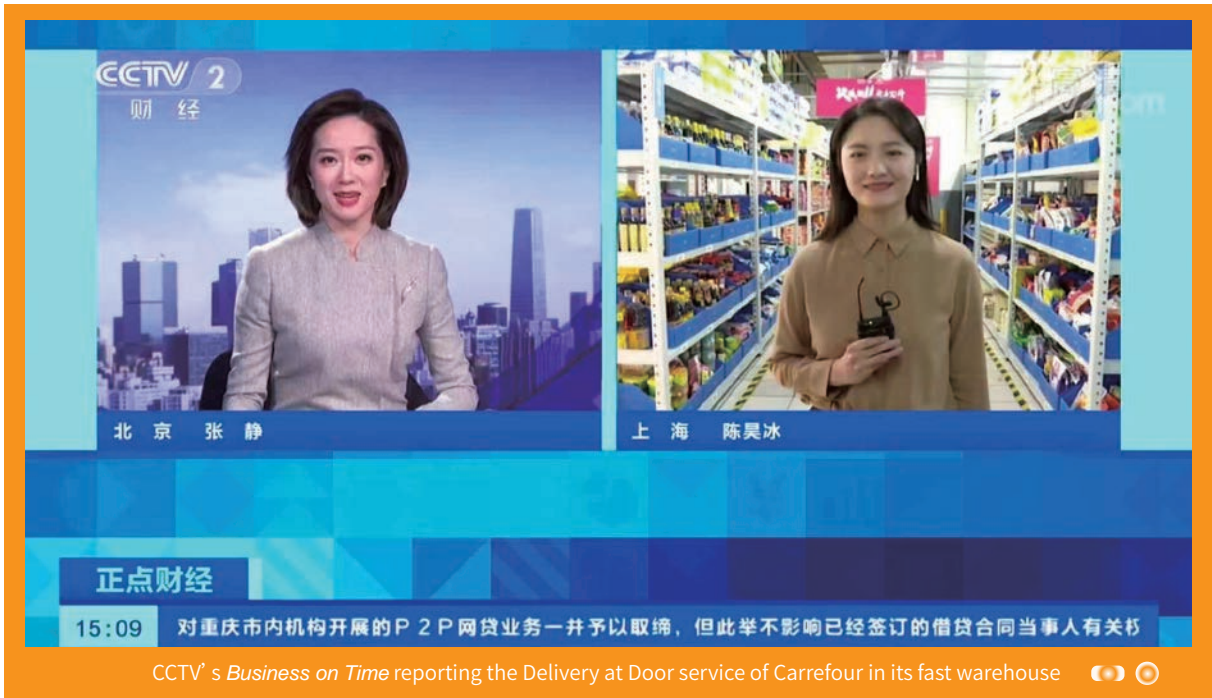 CCTV 2
财 经
北 京 张 静
上 海 陈昊冰
正点财经
15:09 对重庆市内机构开展的P2P网贷业务一并予以取缔，但此举不影响已经签订的借贷合同当事人有关
CCTV's Business on Time reporting the Delivery at Door service of Carrefour in its fast warehouse